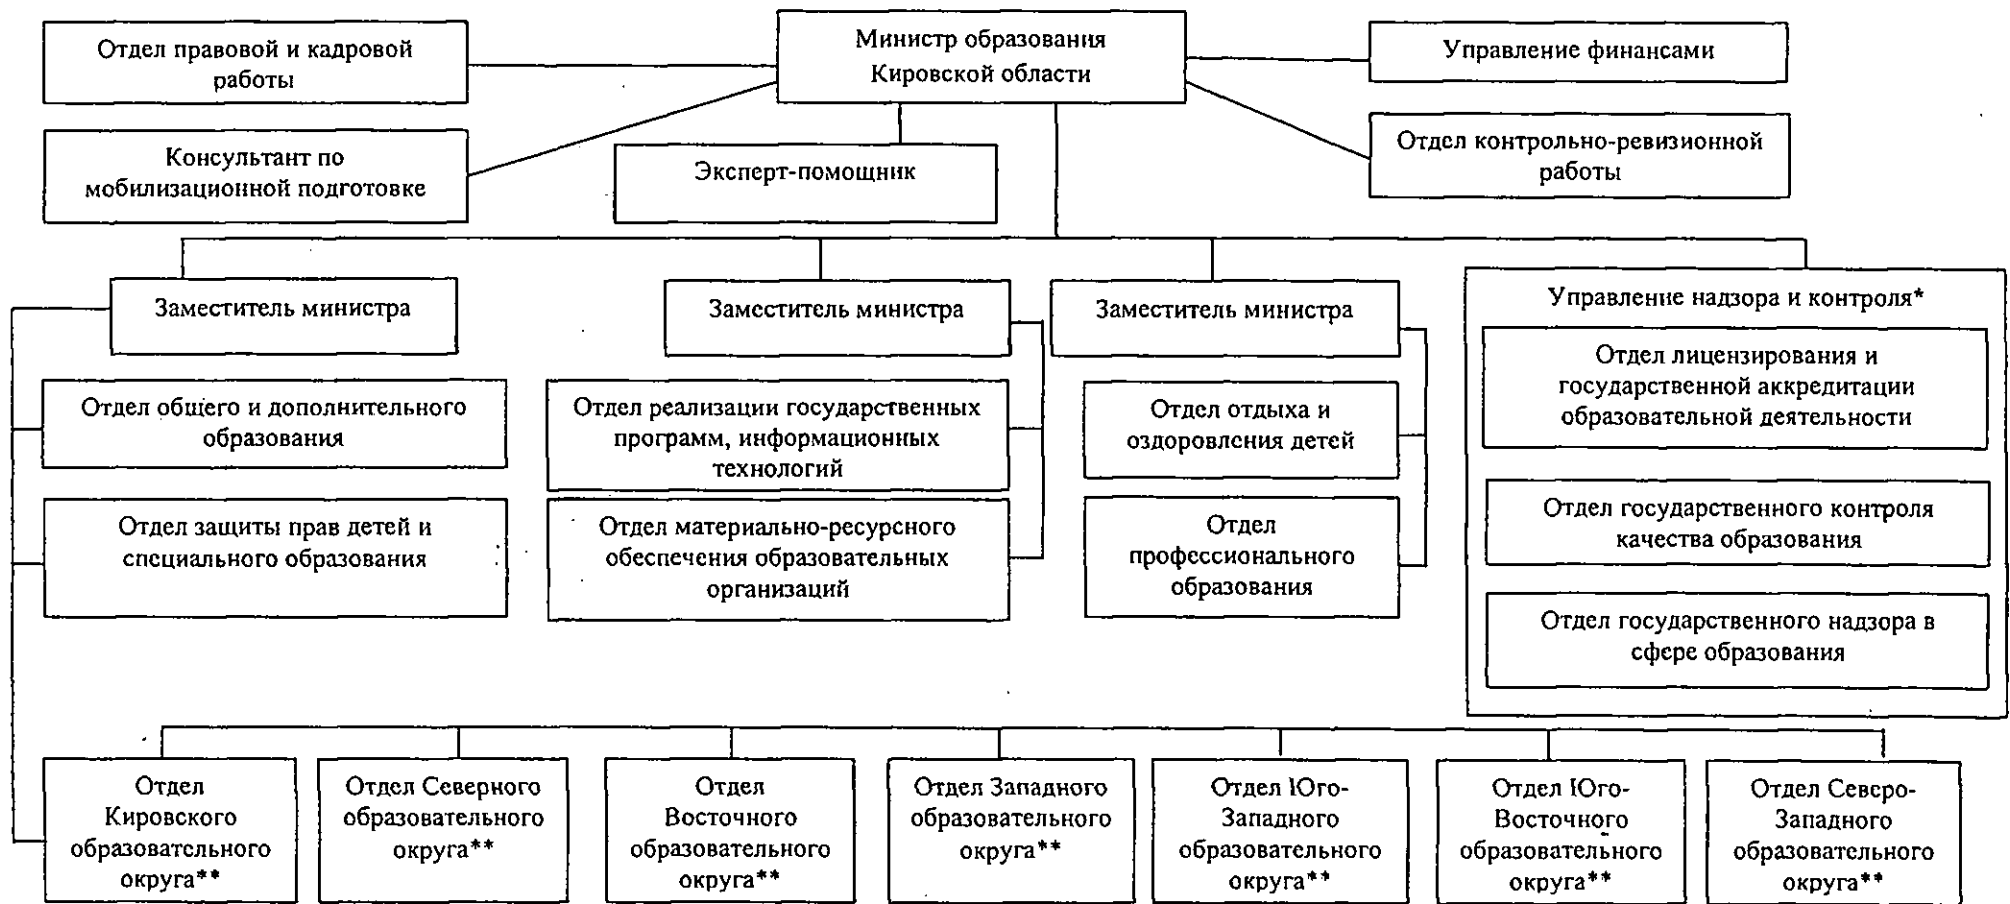 Отдел правовой и кадровой
работы
Министр образования
Кировской области
Управление финансами
Консультант по
мобилизационной подготовке
Эксперт-помощник
Отдел контрольно-ревизионной
работы
Заместитель министра
Заместитель министра
Заместитель министра
Управление надзора и контроля*
Отдел общего и дополнительного
образования
Отдел защиты прав детей и
специального образования
Отдел реализации государственных
программ, информационных
технологий
Отдел материально-ресурсного
обеспечения образовательных
организаций
Отдел отдыха и
оздоровления детей
Отдел
профессионального
образования
Отдел лицензирования и
государственной аккредитации
образовательной деятельности
Отдел государственного контроля
качества образования
Отдел государственного надзора в
сфере образования
Отдел
Кировского
образовательного
округа**
Отдел Северного
образовательного
округа**
Отдел
Восточного
образовательного
округа**
Отдел Западного
образовательного
округа**
Отдел Юго-
Западного
образовательного
округа**
Отдел Юго-
Восточного
образовательного
округа**
Отдел Северо-
Западного
образовательного
округа**